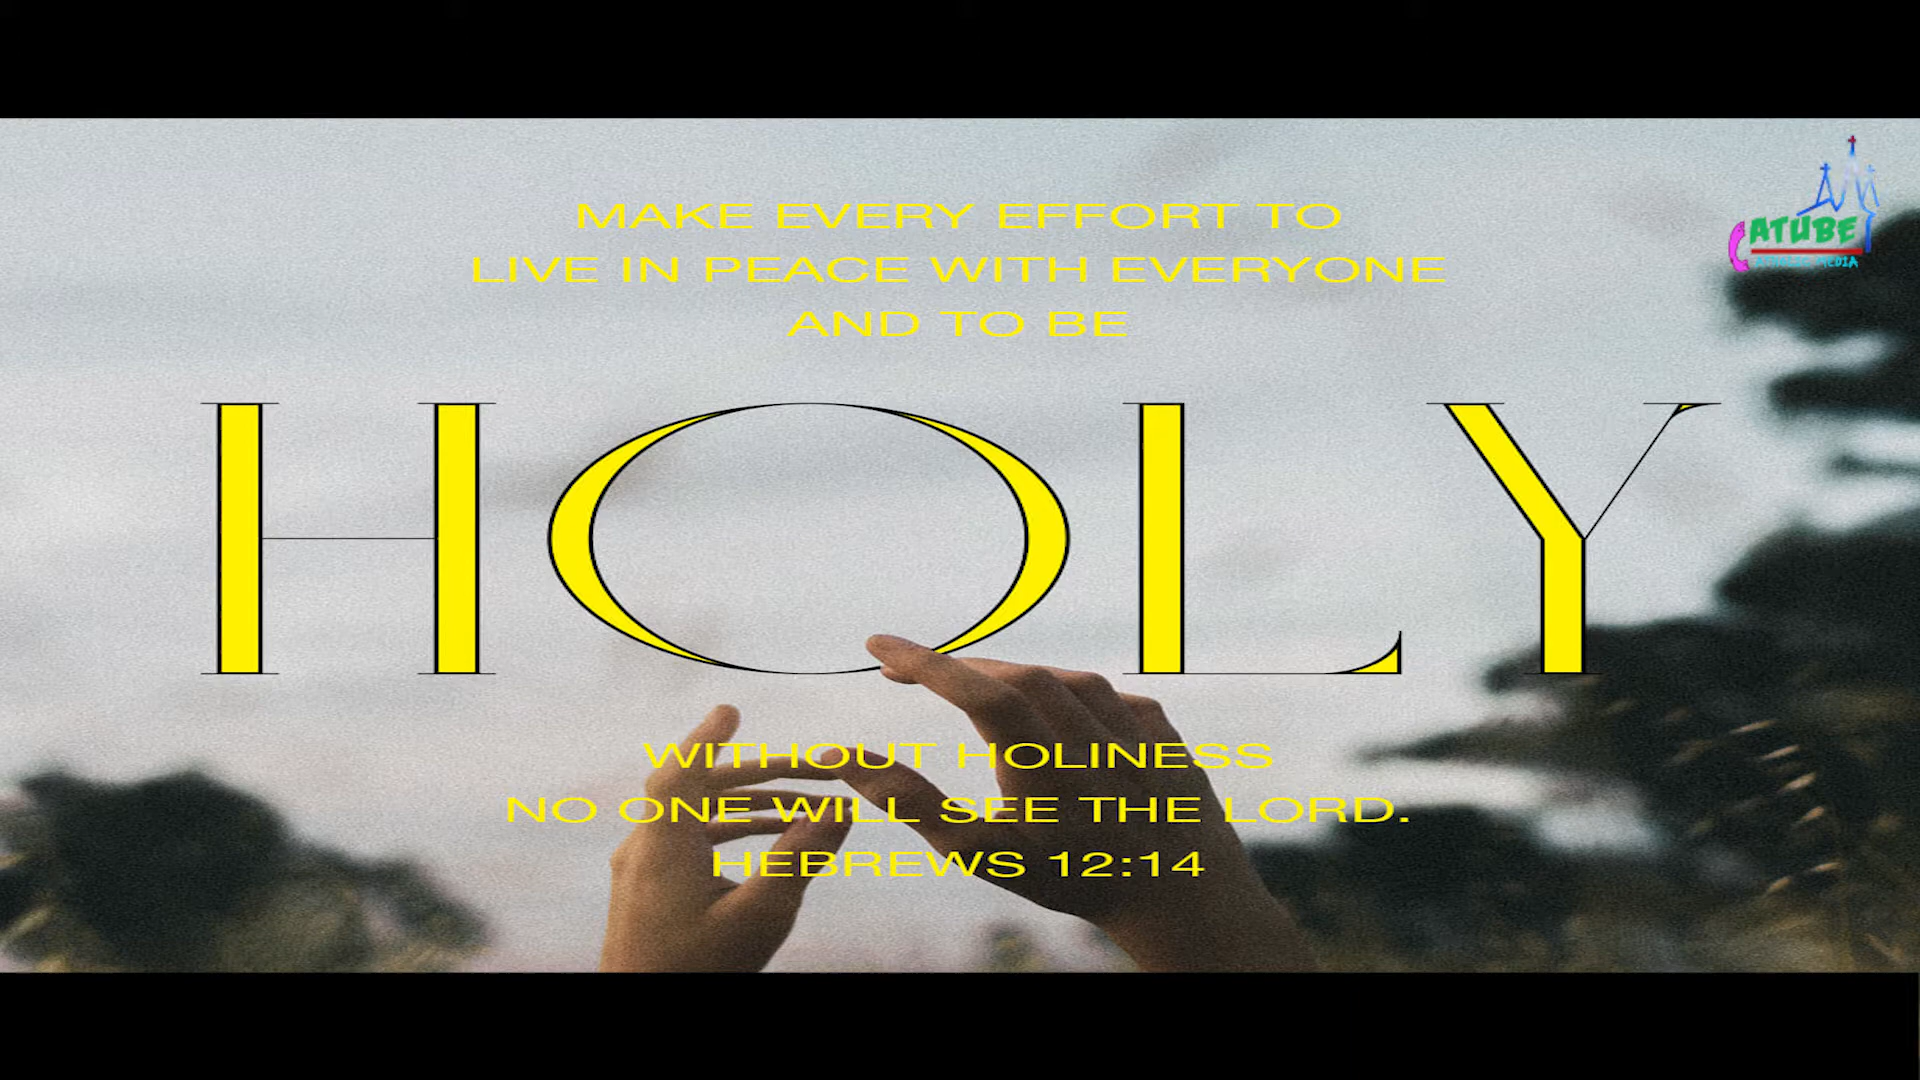 MAKE EVERY EFFORT TO
LIVE IN PEACE WITH EVERYONE
AND TO BE
HOLY
WITHOUT HOLINESS
NO ONE WILL SEE THE LORD.
HEBREWS 12:14
CATUBE
MEDIA